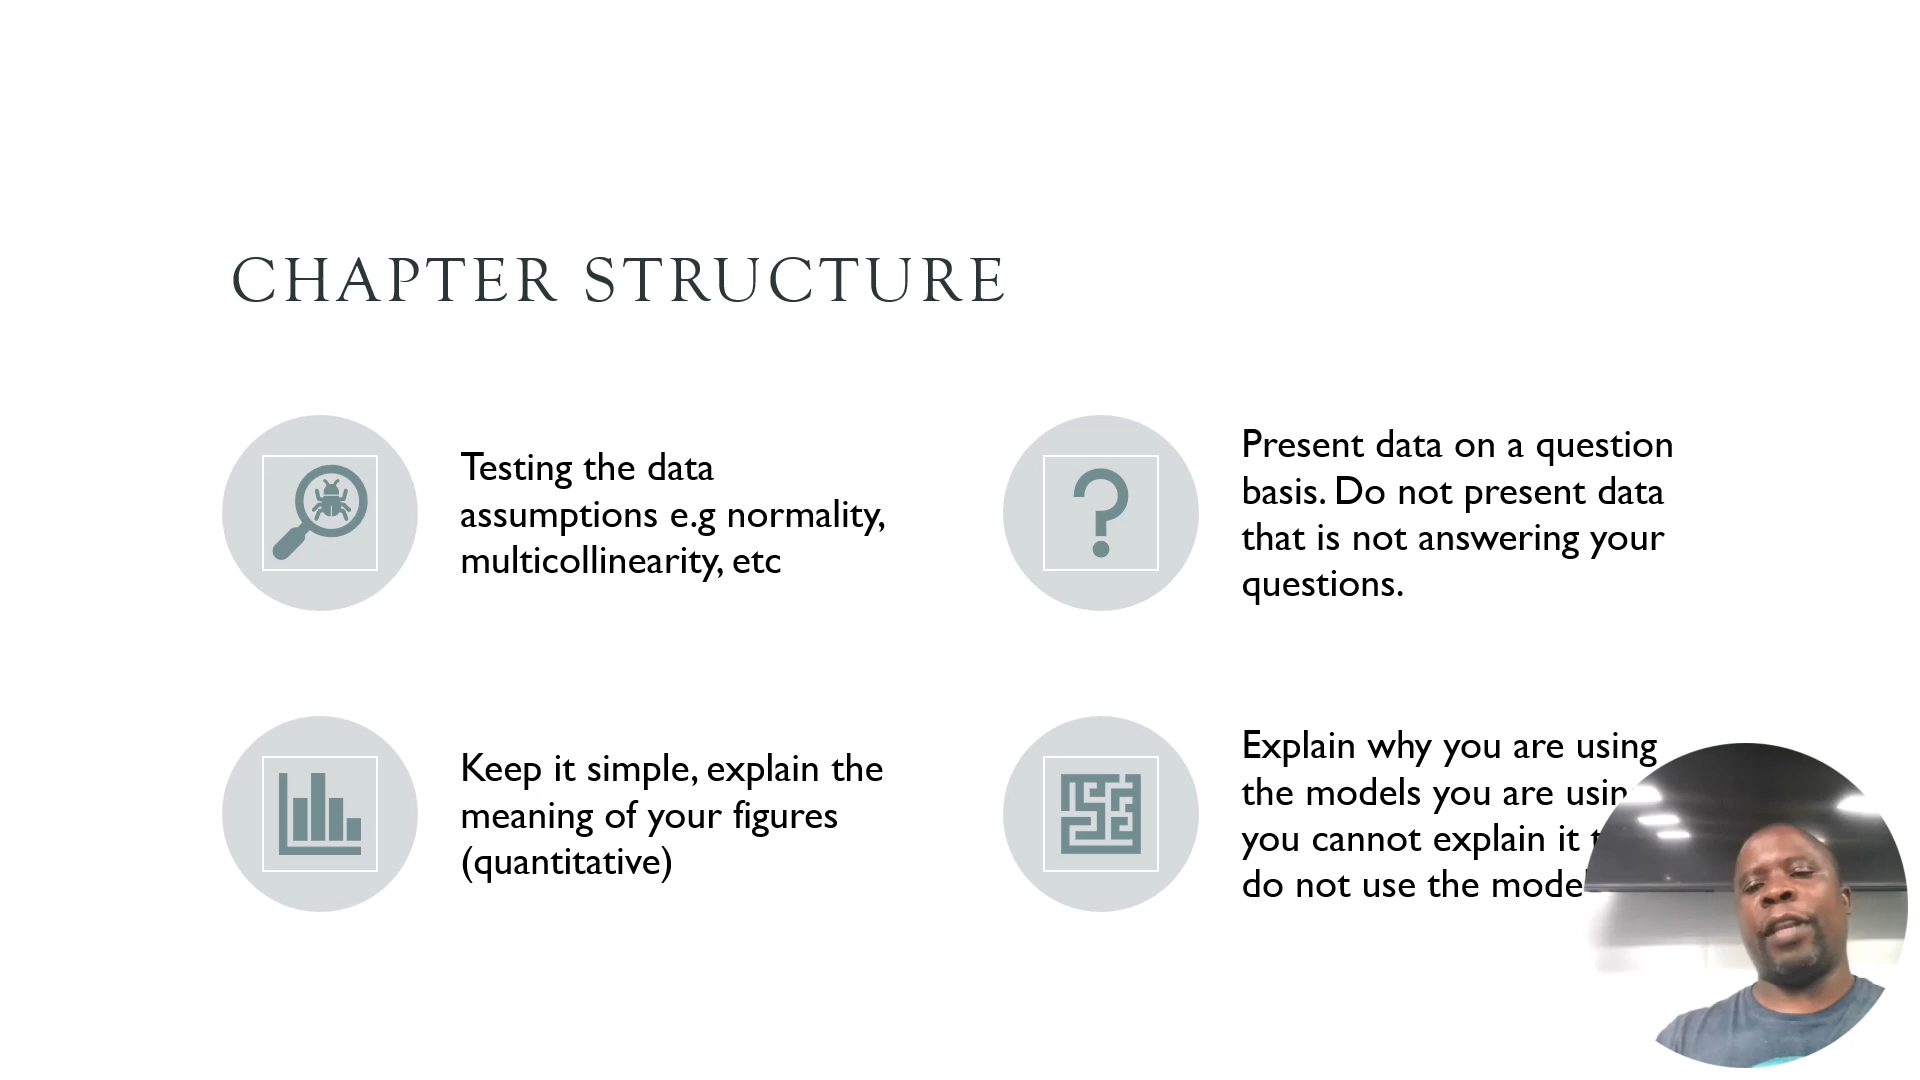 CHAPTER STRUCTURE
Testing the data
assumptions e.g normality,
multicollinearity, etc
Present data on a question
basis. Do not present data
that is not answering your
questions.
Keep it simple, explain the
meaning of your figures
(quantitative)
Explain why you are using
the models you are
you cannot explain it
do not use the